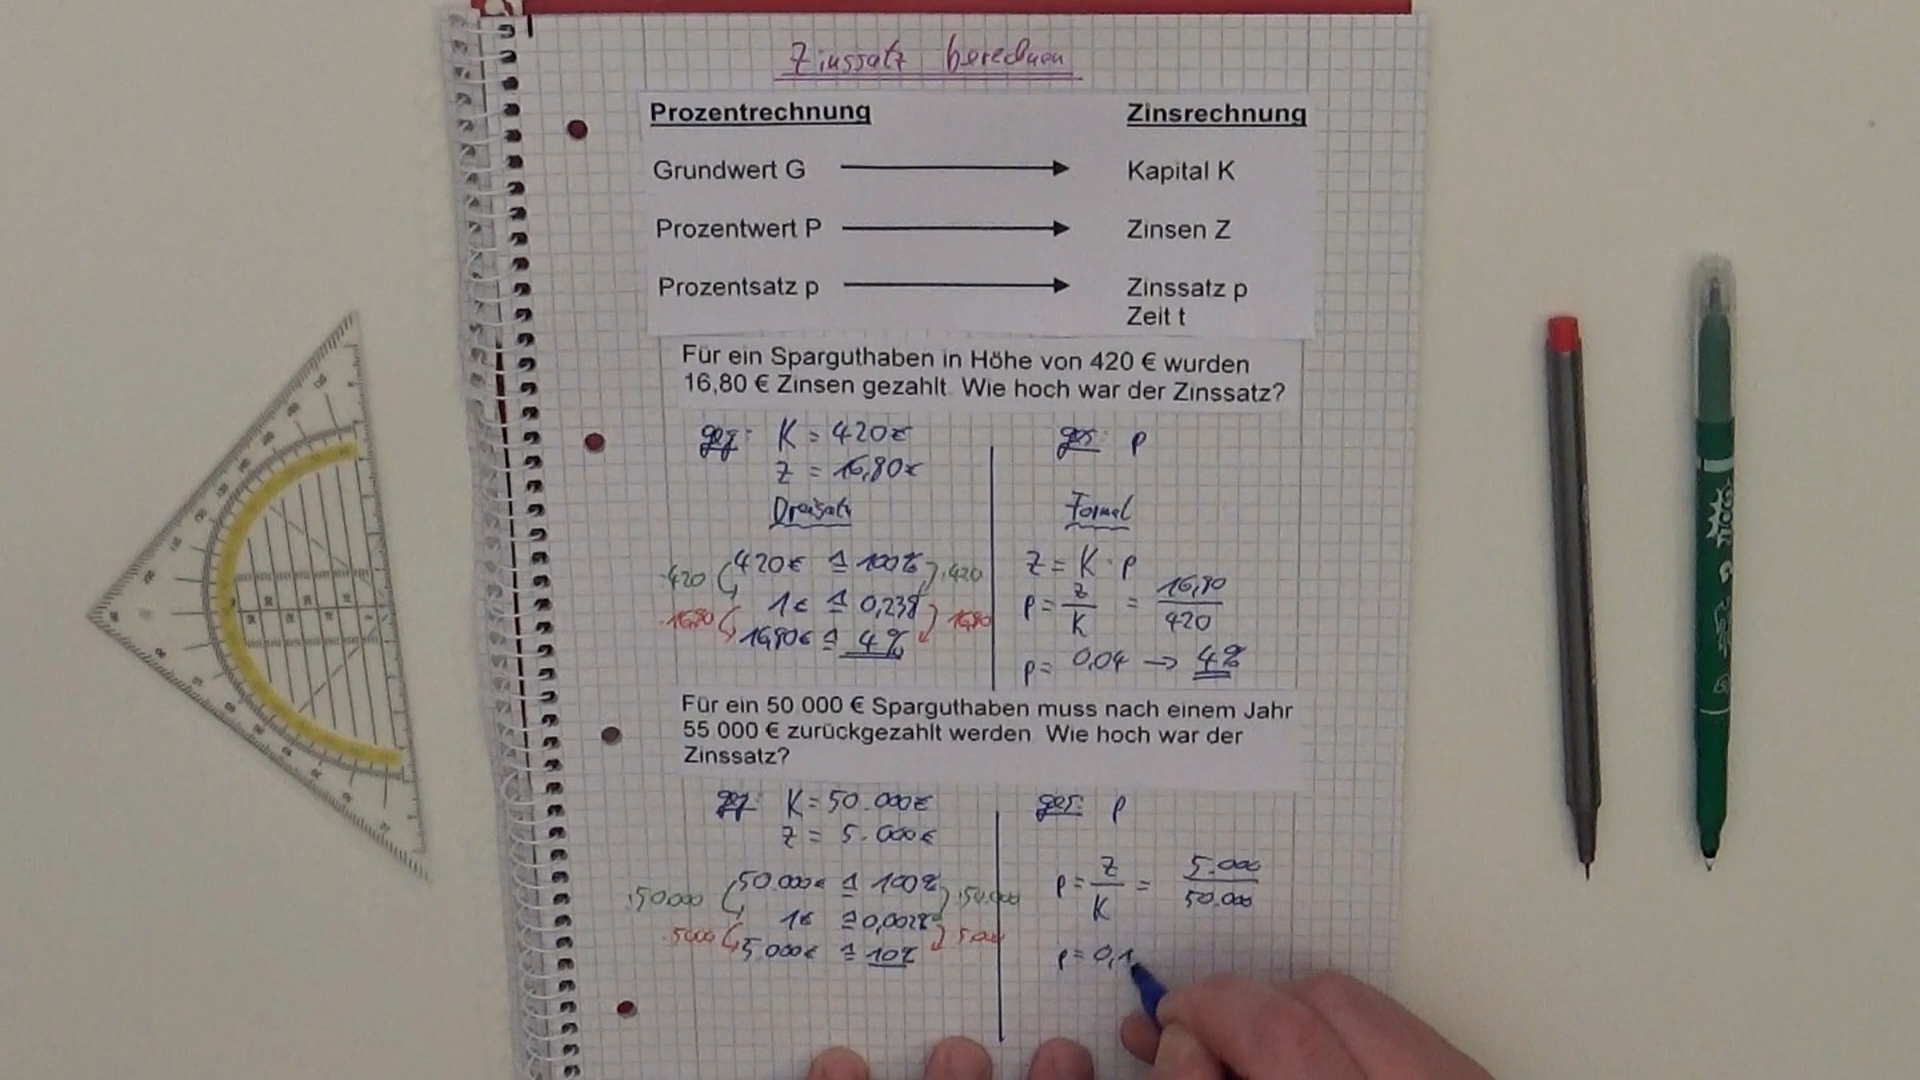 Zinssatz berechnen
Prozentrechnung Zinsrechnung
Grundwert G Kapital K
Prozentwert P Zinsen Z
Prozentsatz p Zinssatz p
Zeit t
Für ein Sparguthaben in Höhe von 420 € wurden
16,80 € Zinsen gezahlt. Wie hoch war der Zinssatz?
geg: K = 420€
Z = 16,80€
Dreisatz
:420 420€ ≙ 100% :420
1€ ≙ 0,238
·16,80 16,80€ ≙ 4% ·16,80
ges: p
Formel
Z = K · p
p = Z/K = 16,80/420
p = 0,04 → 4%
Für ein 50 000 € Sparguthaben muss nach einem Jahr
55 000 € zurückgezahlt werden. Wie hoch war der
Zinssatz?
geg: K = 50.000€
Z = 5.000€
:50000 50.000€ ≙ 100% :50.000
1€ ≙ 0,002%
·5000 5.000€ ≙ 10% ·5.000
ges: p
p = Z/K = 5.000/50.000
p = 0,1